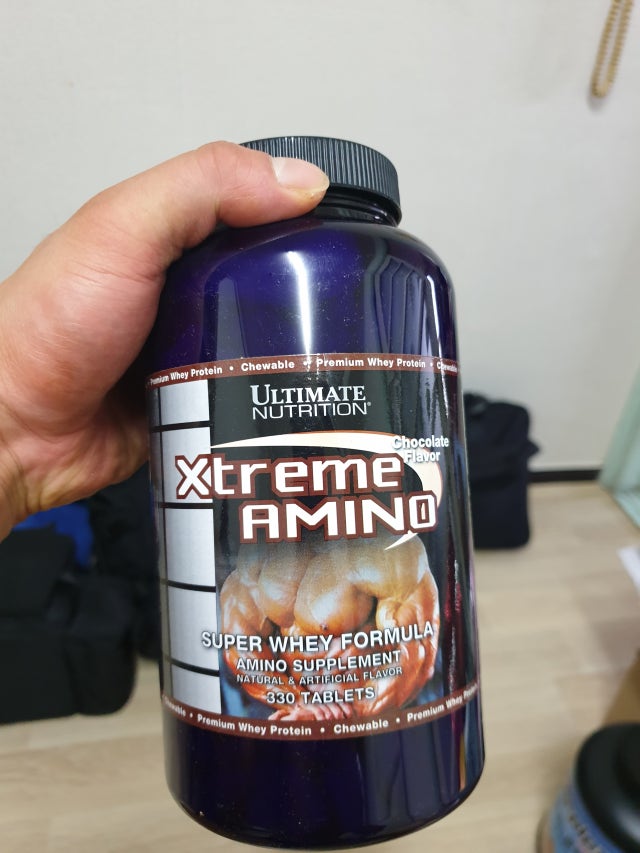 Premium Whey Protein • Chewable • Premium Whey Protein •
ULTIMATE
NUTRITION®
Chocolate
Flavor
Xtreme
AMINO
SUPER WHEY FORMULA
AMINO SUPPLEMENT
NATURAL & ARTIFICIAL FLAVOR
330 TABLETS
Chewable • Premium Whey Protein • Chewable • Premium Whey